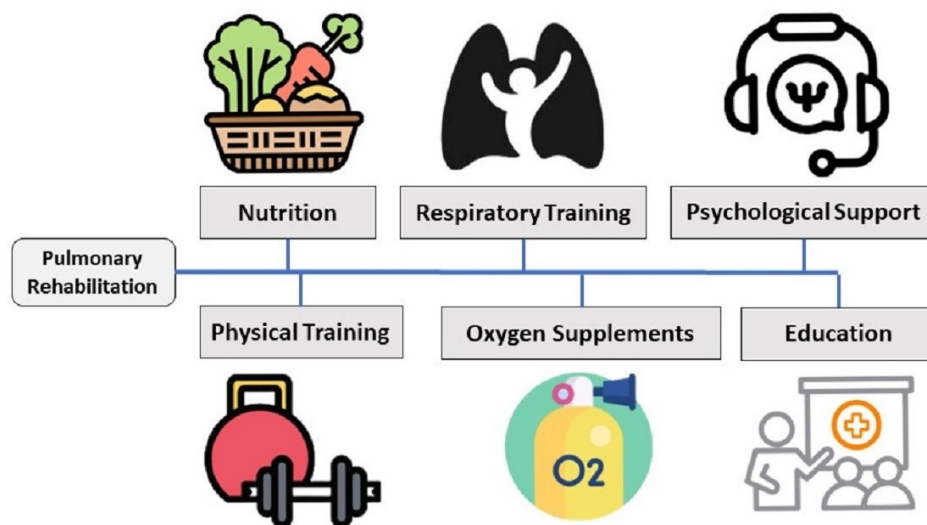 Nutrition
Respiratory Training
Psychological Support
Pulmonary
Rehabilitation
Physical Training
Oxygen Supplements
Education
Ψ
O2